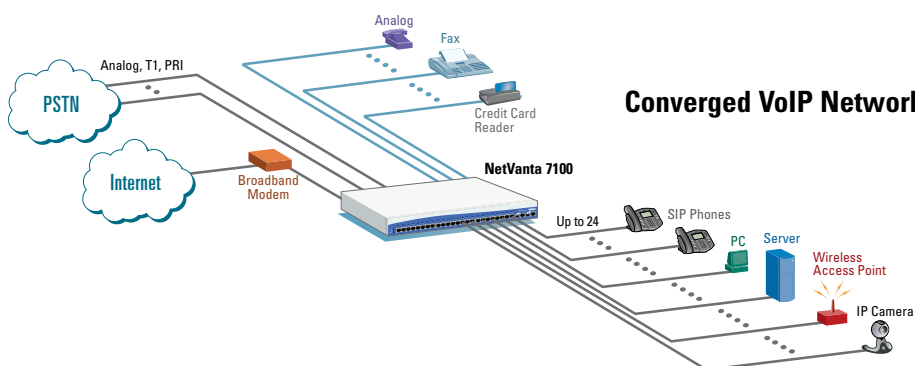 Analog
Fax
Analog, T1, PRI
PSTN
Credit Card
Reader
Converged VoIP Network
NetVanta 7100
Internet
Broadband
Modem
Up to 24
SIP Phones
PC
Server
Wireless
Access Point
IP Camera